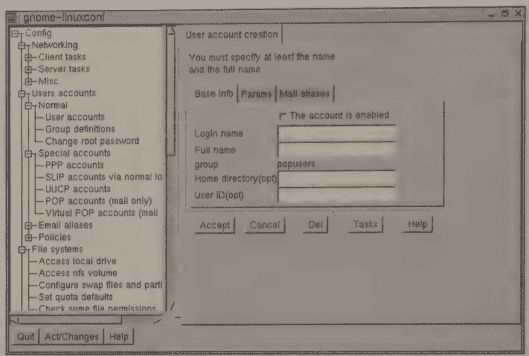 gnome-linuxconf
Config
Networking
Client tasks
Server tasks
Misc
Users accounts
Normal
User accounts
Group definitions
Change root password
Special accounts
PPP accounts
SLIP accounts via normal lo
UUCP accounts
POP accounts (mail only)
Virtual POP accounts (mail
Email aliases
Policies
File systems
Access local drive
Access nfs volume
Configure swap files and parti
Set quota defaults
Check some file permissions
User account creation
You must specify at least the name
and the full name
Base info Params Mail aliases
The account is enabled
Login name
Full name
group popusers
Home directory(opt)
User ID(opt)
Accept Cancel Del Tasks Help
Quit Act/Changes Help